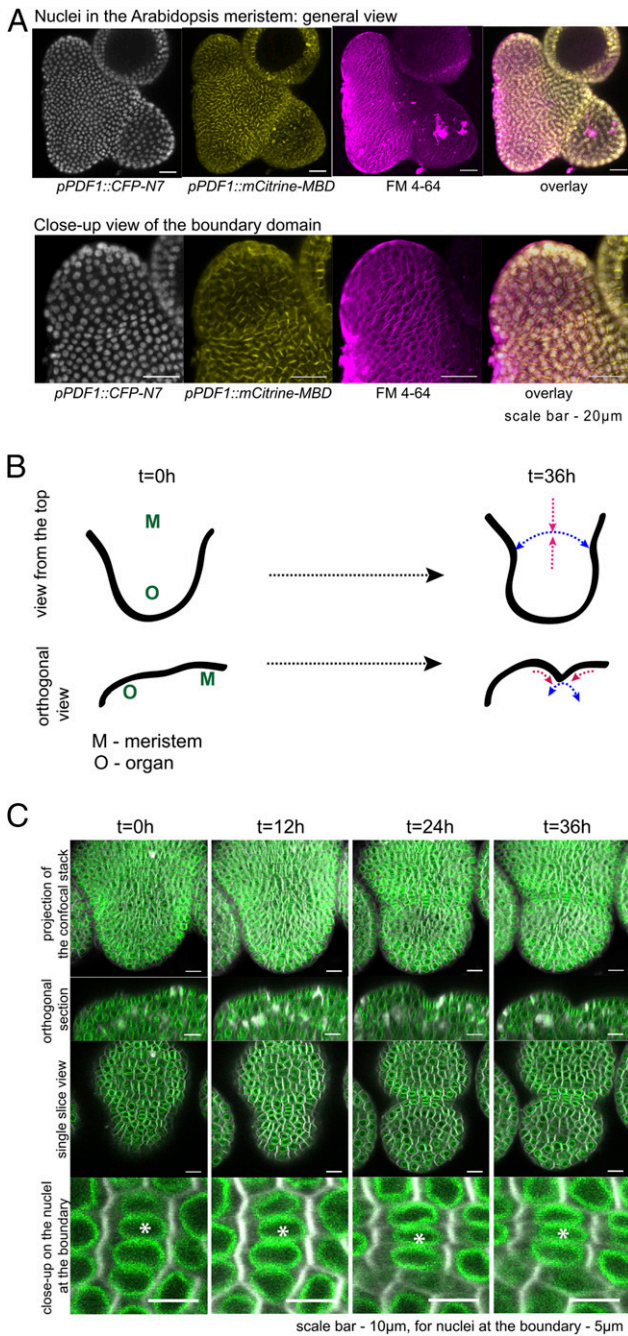 A
Nuclei in the Arabidopsis meristem: general view
pPDF1::CFP-N7 pPDF1::mCitrine-MBD FM 4-64 overlay
Close-up view of the boundary domain
pPDF1::CFP-N7 pPDF1::mCitrine-MBD FM 4-64 overlay
scale bar - 20µm
B
t=0h t=36h
view from the top
M
O
orthogonal
view
O M
M - meristem
O - organ
C
t=0h t=12h t=24h t=36h
projection of
the confocal stack
orthogonal
section
single slice view
close-up on the nuclei
at the boundary
* * * *
scale bar - 10µm, for nuclei at the boundary - 5µm